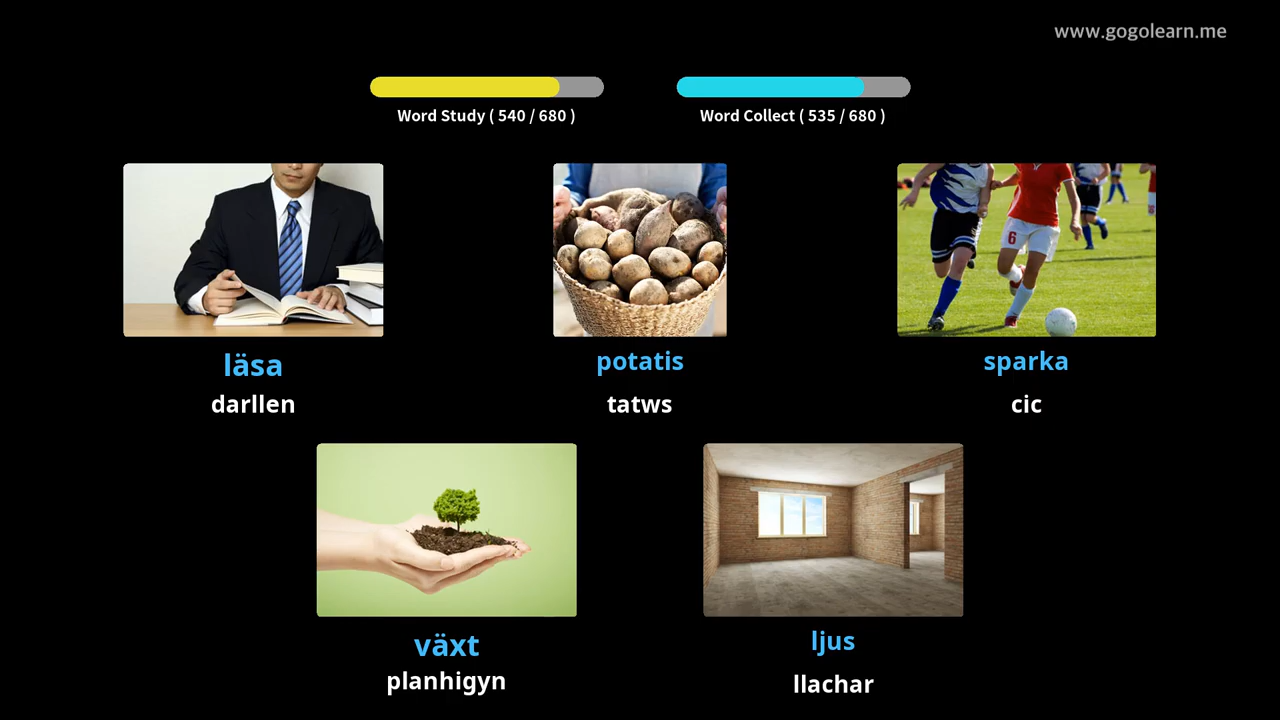 www.gogolearn.me
Word Study ( 540 / 680 )
Word Collect ( 535 / 680 )
läsa
darllen
potatis
tatws
sparka
cic
6
växt
planhigyn
ljus
llachar